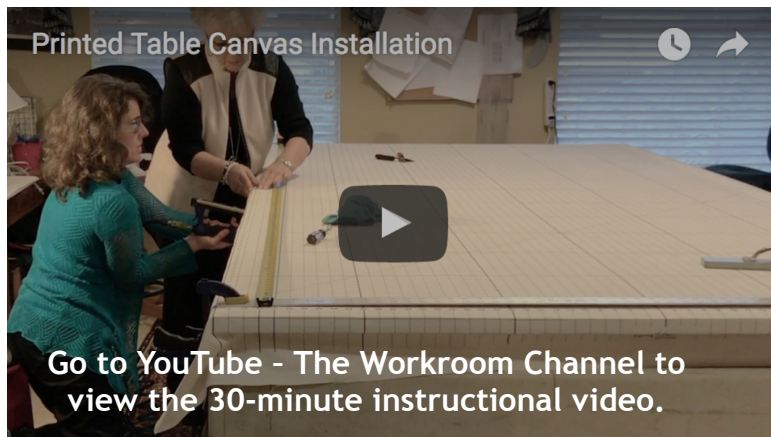 Printed Table Canvas Installation
Go to YouTube – The Workroom Channel to
view the 30-minute instructional video.